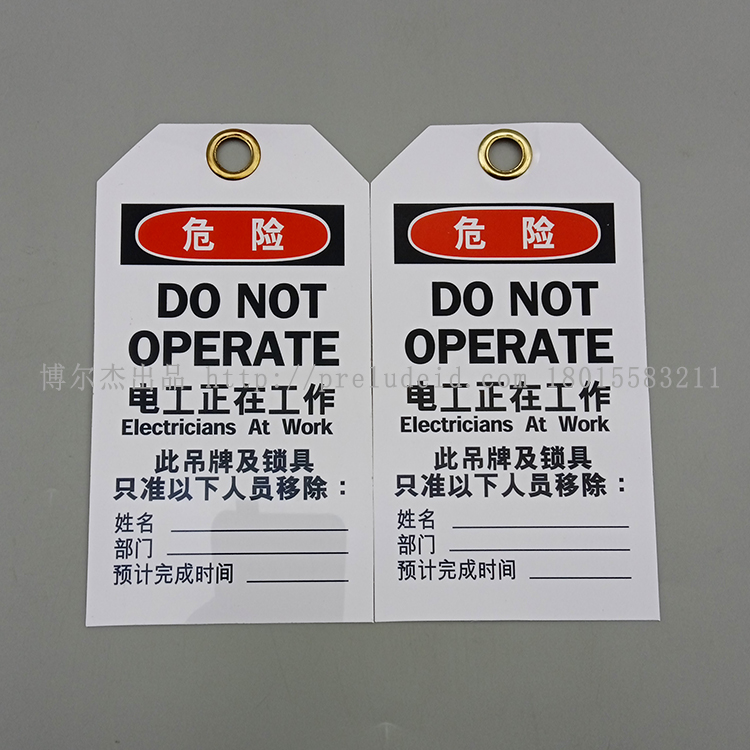 危 险
DO NOT
OPERATE
电工正在工作
Electricians At Work
此吊牌及锁具
只准以下人员移除：
姓名
部门
预计完成时间
危 险
DO NOT
OPERATE
电工正在工作
Electricians At Work
此吊牌及锁具
只准以下人员移除：
姓名
部门
预计完成时间
博尔杰出品 http://preludeid.com 18015583211